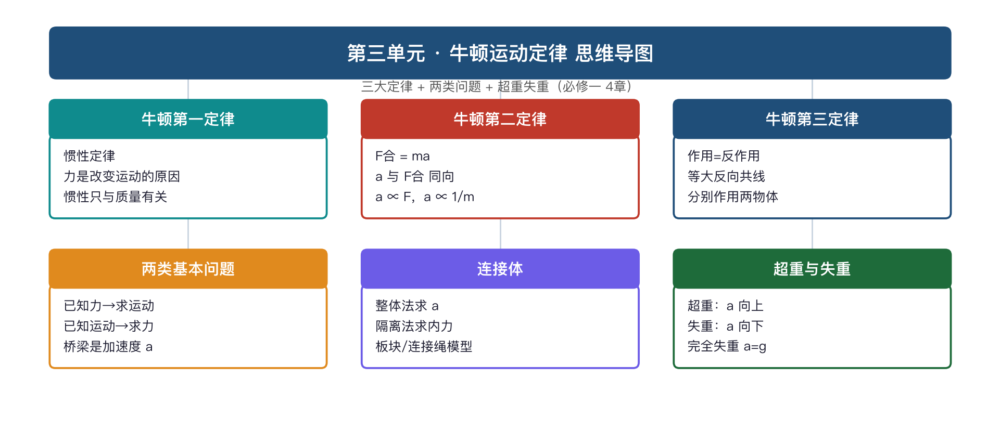 第三单元 · 牛顿运动定律 思维导图
三大定律 + 两类问题 + 超重失重（必修一 4章）
牛顿第一定律
惯性定律
力是改变运动的原因
惯性只与质量有关
牛顿第二定律
F合 = ma
a 与 F合 同向
a ∝ F，a ∝ 1/m
牛顿第三定律
作用=反作用
等大反向共线
分别作用两物体
两类基本问题
已知力→求运动
已知运动→求力
桥梁是加速度 a
连接体
整体法求 a
隔离法求内力
板块/连接绳模型
超重与失重
超重：a 向上
失重：a 向下
完全失重 a=g